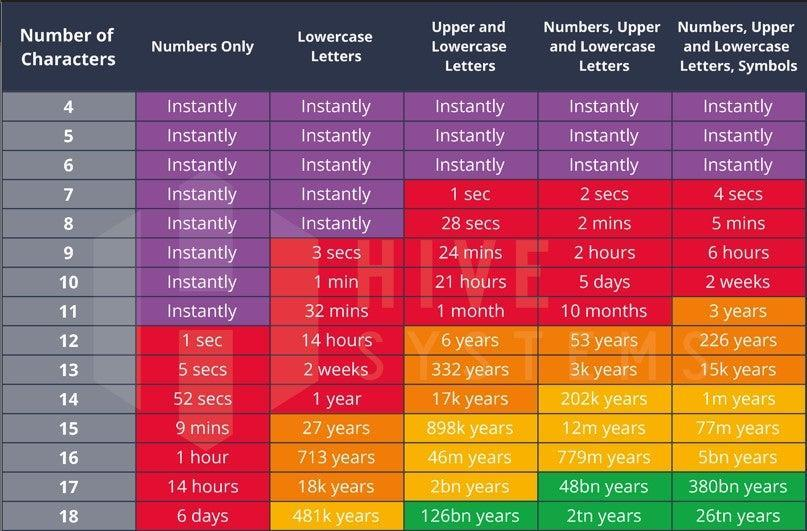 Number of Characters Numbers Only Lowercase Letters Upper and Lowercase Letters Numbers, Upper and Lowercase Letters Numbers, Upper and Lowercase Letters, Symbols
4 Instantly Instantly Instantly Instantly Instantly
5 Instantly Instantly Instantly Instantly Instantly
6 Instantly Instantly Instantly Instantly Instantly
7 Instantly Instantly 1 sec 2 secs 4 secs
8 Instantly Instantly 28 secs 2 mins 5 mins
9 Instantly 3 secs 24 mins 2 hours 6 hours
10 Instantly 1 min 21 hours 5 days 2 weeks
11 Instantly 32 mins 1 month 10 months 3 years
12 1 sec 14 hours 6 years 53 years 226 years
13 5 secs 2 weeks 332 years 3k years 15k years
14 52 secs 1 year 17k years 202k years 1m years
15 9 mins 27 years 898k years 12m years 77m years
16 1 hour 713 years 46m years 779m years 5bn years
17 14 hours 18k years 2bn years 48bn years 380bn years
18 6 days 481k years 126bn years 2tn years 26tn years
HIVE
SYSTEMS